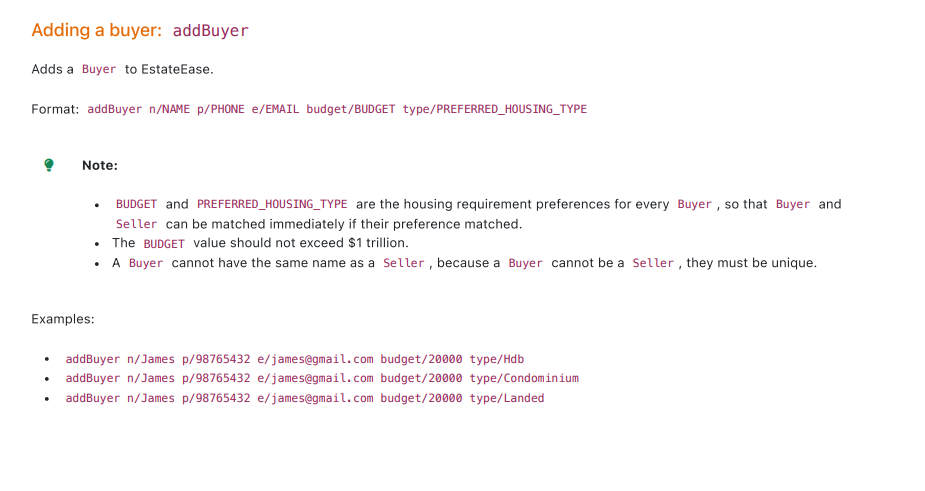 Adding a buyer: addBuyer
Adds a Buyer to EstateEase.
Format: addBuyer n/NAME p/PHONE e/EMAIL budget/BUDGET type/PREFERRED_HOUSING_TYPE
Note:
• BUDGET and PREFERRED_HOUSING_TYPE are the housing requirement preferences for every Buyer , so that Buyer and
Seller can be matched immediately if their preference matched.
• The BUDGET value should not exceed $1 trillion.
• A Buyer cannot have the same name as a Seller , because a Buyer cannot be a Seller , they must be unique.
Examples:
• addBuyer n/James p/98765432 e/james@gmail.com budget/20000 type/Hdb
• addBuyer n/James p/98765432 e/james@gmail.com budget/20000 type/Condominium
• addBuyer n/James p/98765432 e/james@gmail.com budget/20000 type/Landed